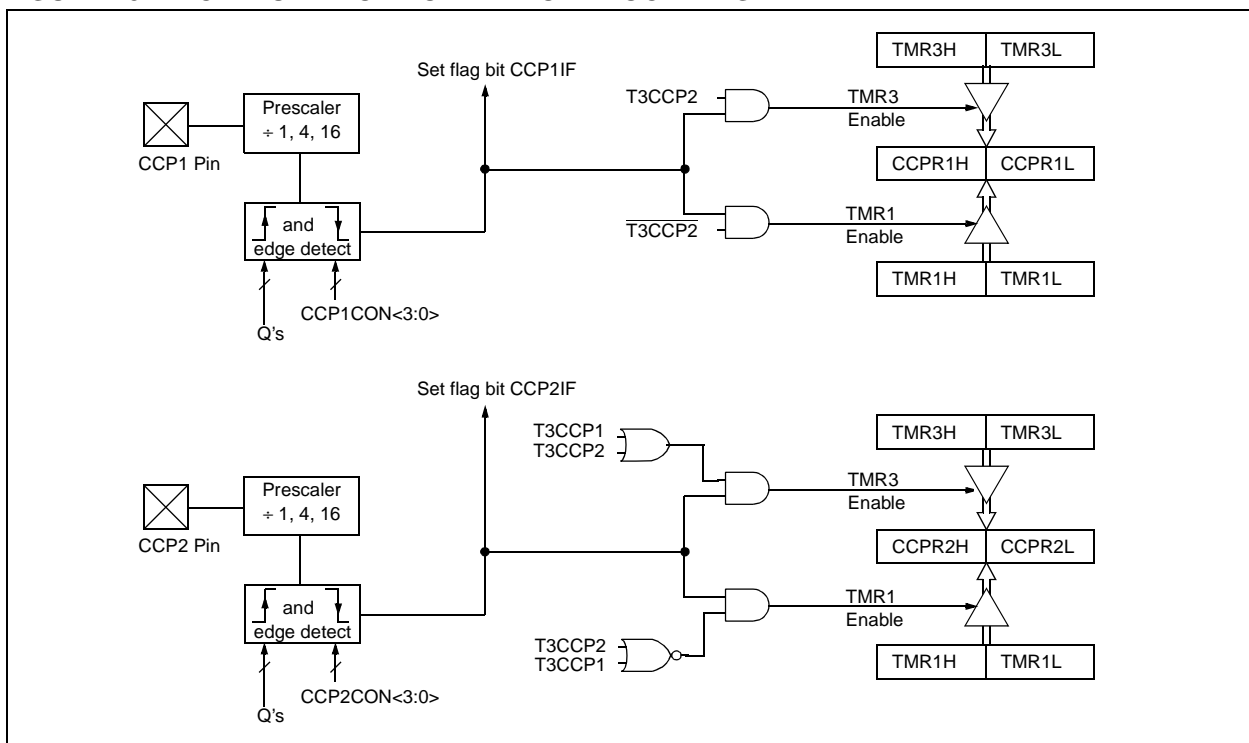 Set flag bit CCP1IF
TMR3H TMR3L
Prescaler
÷ 1, 4, 16
CCP1 Pin
T3CCP2
TMR3
Enable
CCPR1H CCPR1L
and
edge detect
T3CCP2
TMR1
Enable
TMR1H TMR1L
CCP1CON<3:0>
Q's
Set flag bit CCP2IF
TMR3H TMR3L
T3CCP1
T3CCP2
Prescaler
÷ 1, 4, 16
CCP2 Pin
TMR3
Enable
CCPR2H CCPR2L
and
edge detect
TMR1
Enable
T3CCP2
T3CCP1
TMR1H TMR1L
CCP2CON<3:0>
Q's